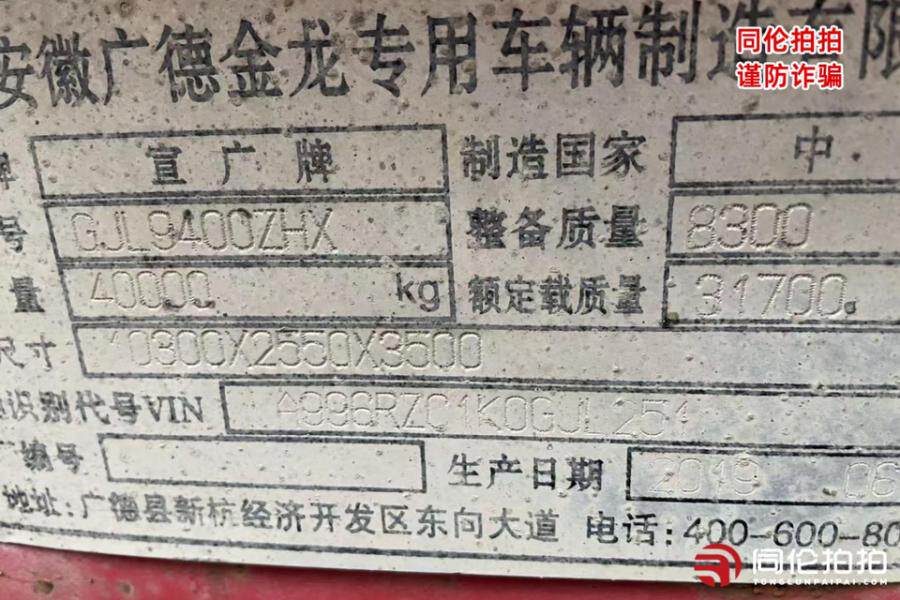 安徽广德金龙专用车辆制造有限
同伦拍拍
谨防诈骗
牌 宣广牌 制造国家 中
号 GJL9400ZHX 整备质量 8300
量 40000 kg 额定载质量 31700
尺寸 10300X2550X3500
识别代号VIN A996RZC1K0GJL251
编号 生产日期 2019 06
地址:广德县新杭经济开发区东向大道 电话:400-600-80
同伦拍拍
TONGLUNPAIPAI.COM